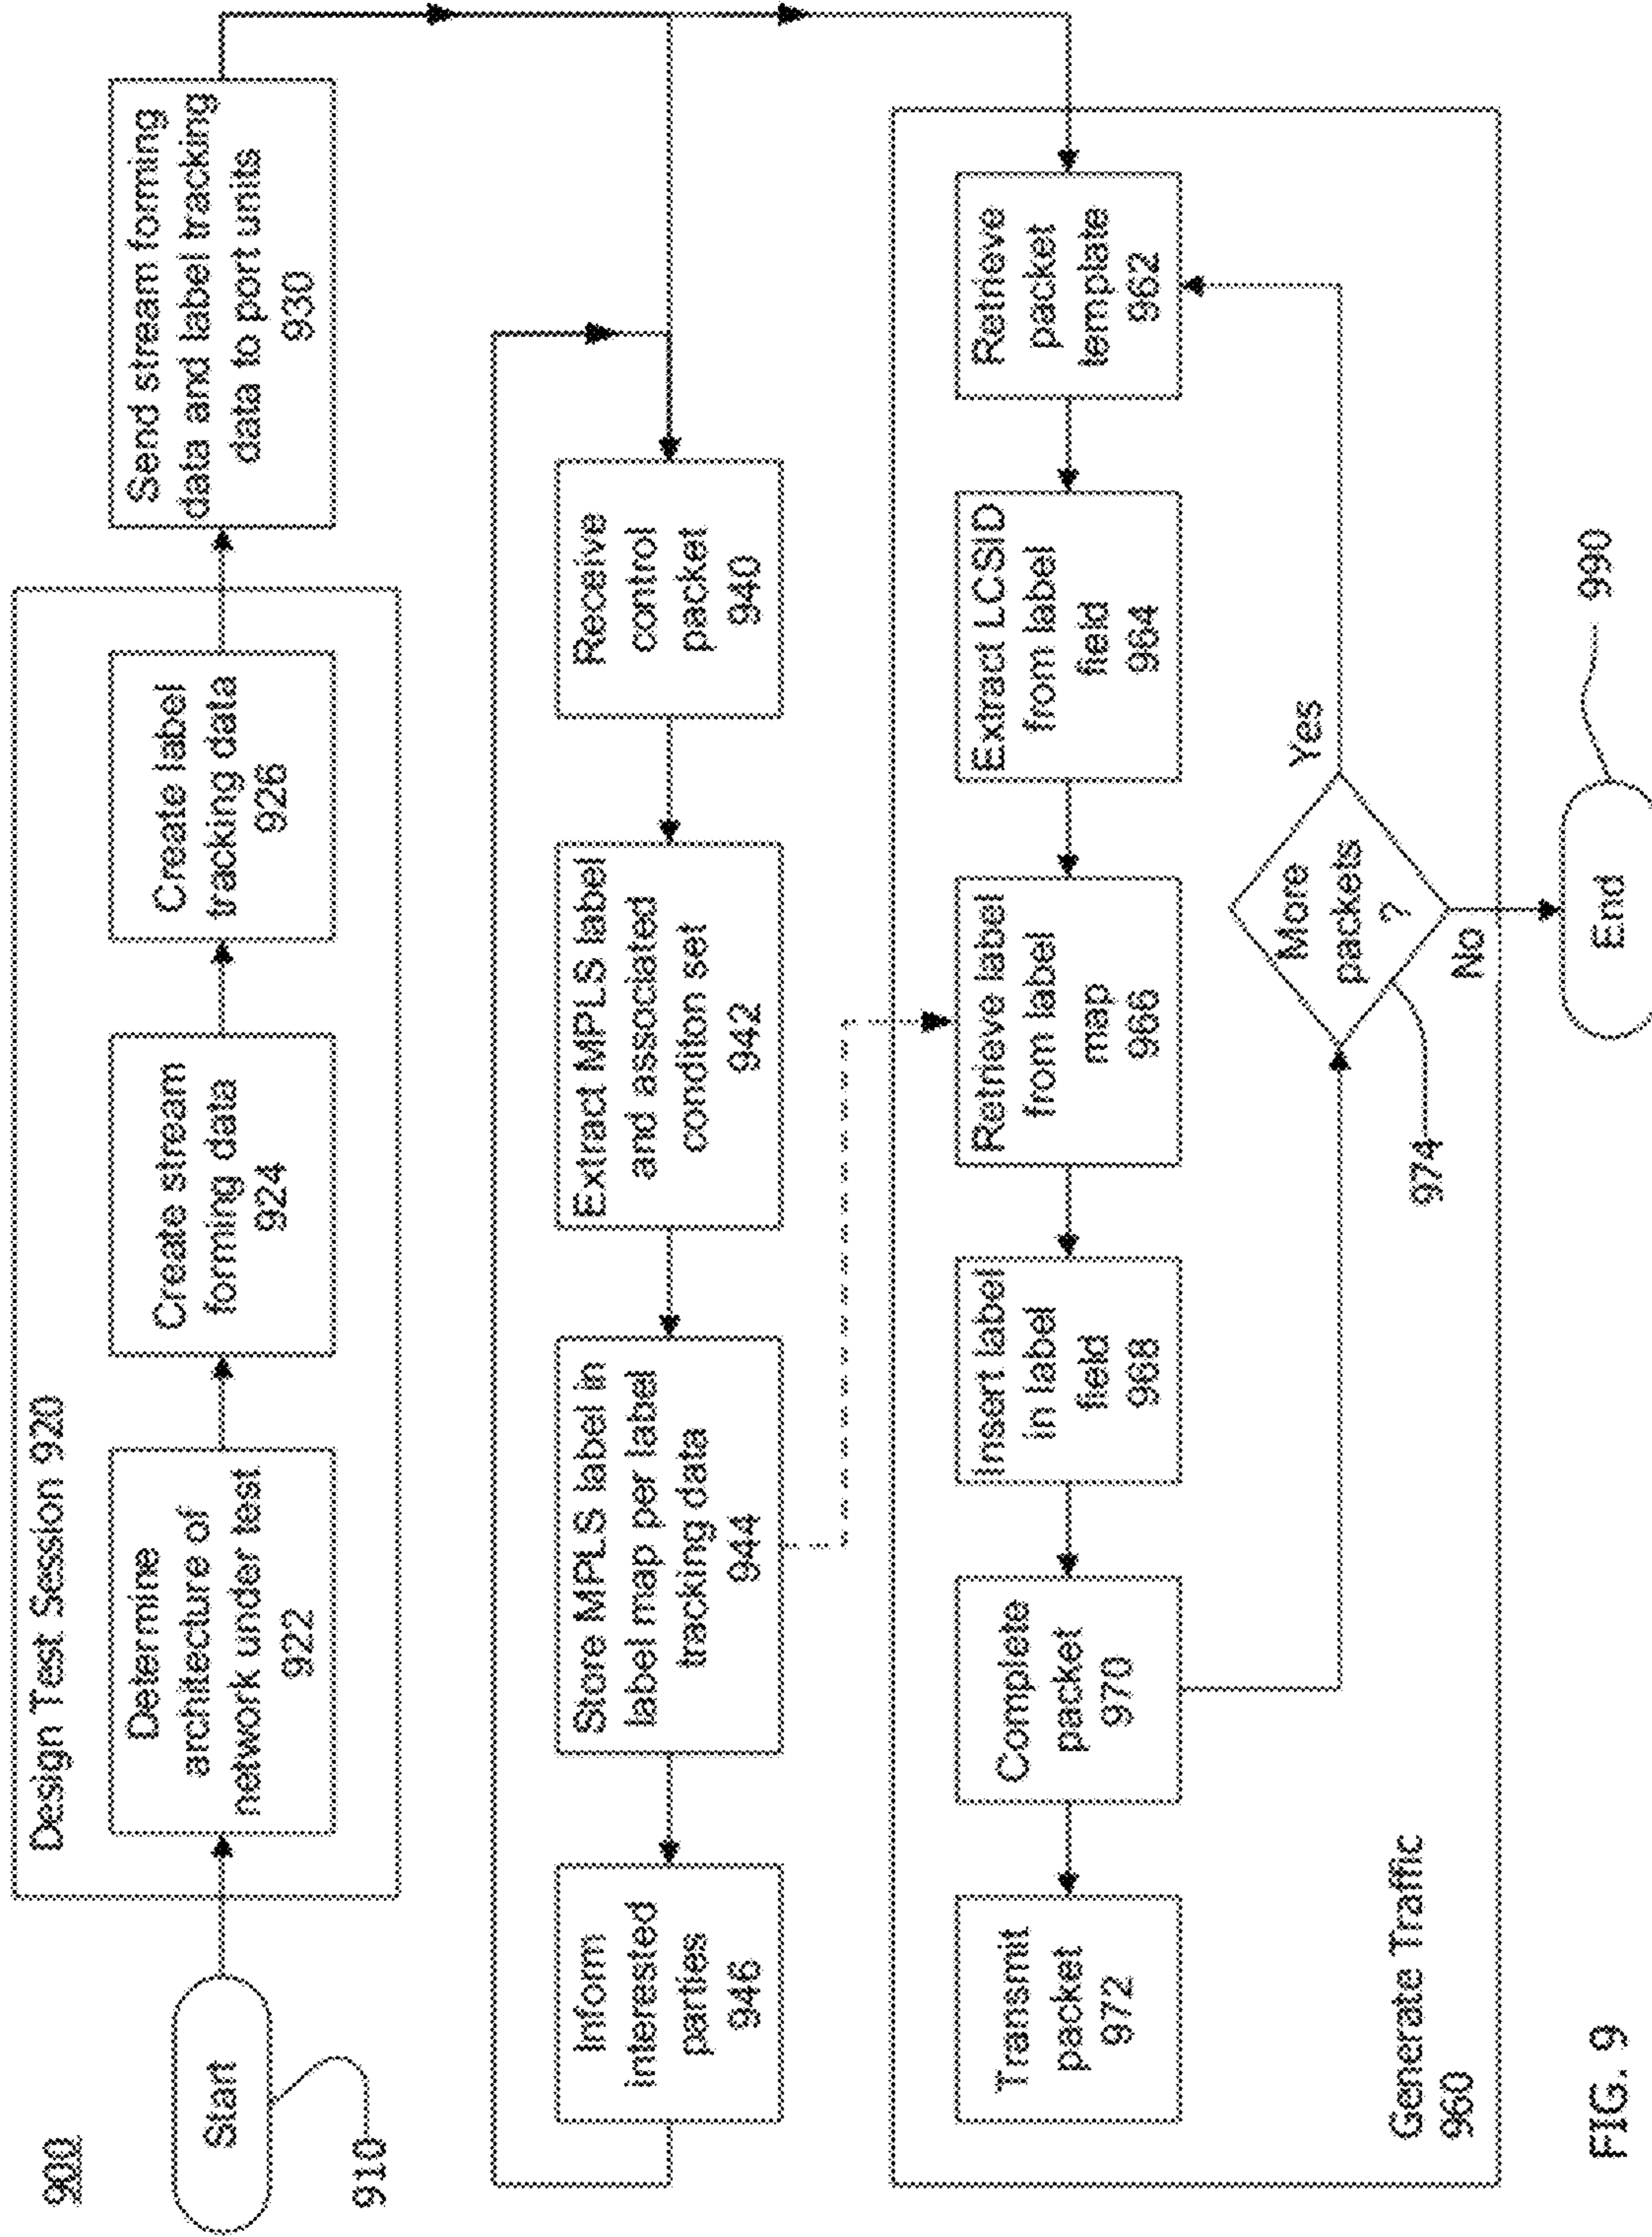 900
Start
910
Design Test Session 920
Determine
architecture of
network under test
922
Create stream
forming data
924
Create label
tracking data
926
Send stream forming
data and label tracking
data to port units
930
Receive
control
packet
940
Extract MPLS label
and associated
condition set
942
Store MPLS label in
label map per label
tracking data
944
Inform
interested
parties
946
Retrieve
packet
template
962
Extract LCSID
from label
field
964
Retrieve label
from label
map
966
Insert label
in label
field
968
Complete
packet
970
Transmit
packet
972
More
packets
?
Yes
No
974
Generate Traffic
960
End
990
FIG. 9